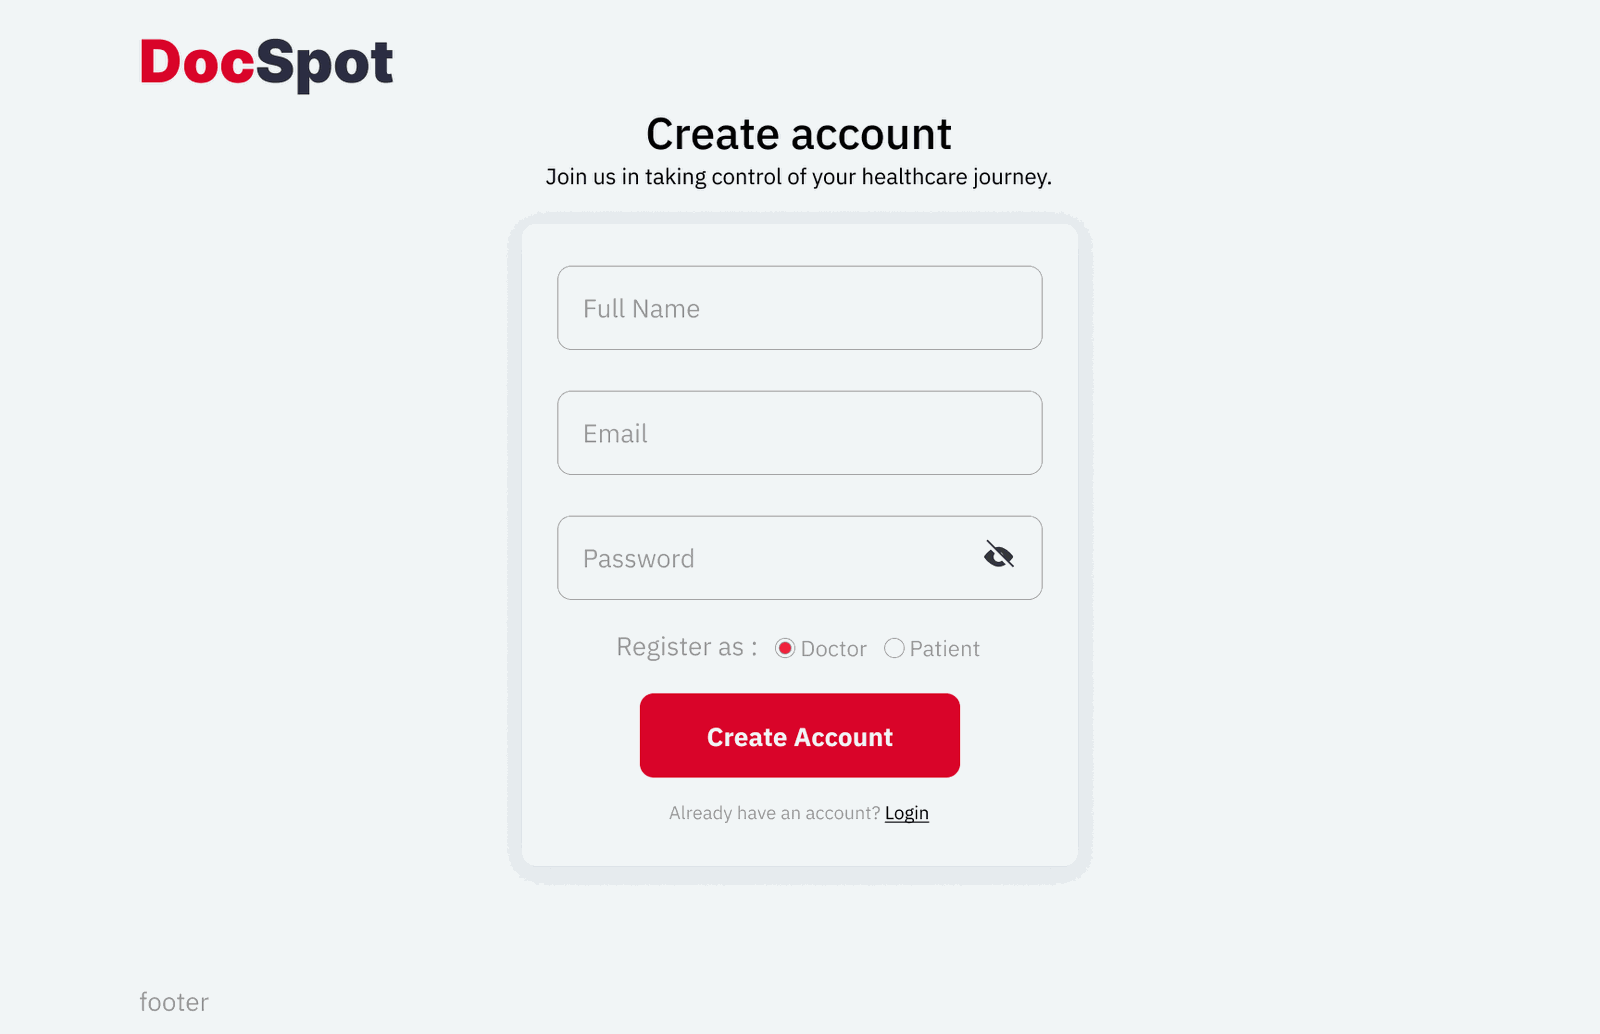 DocSpot
Create account
Join us in taking control of your healthcare journey.
Full Name
Email
Password
Register as : Doctor Patient
Create Account
Already have an account? Login
footer